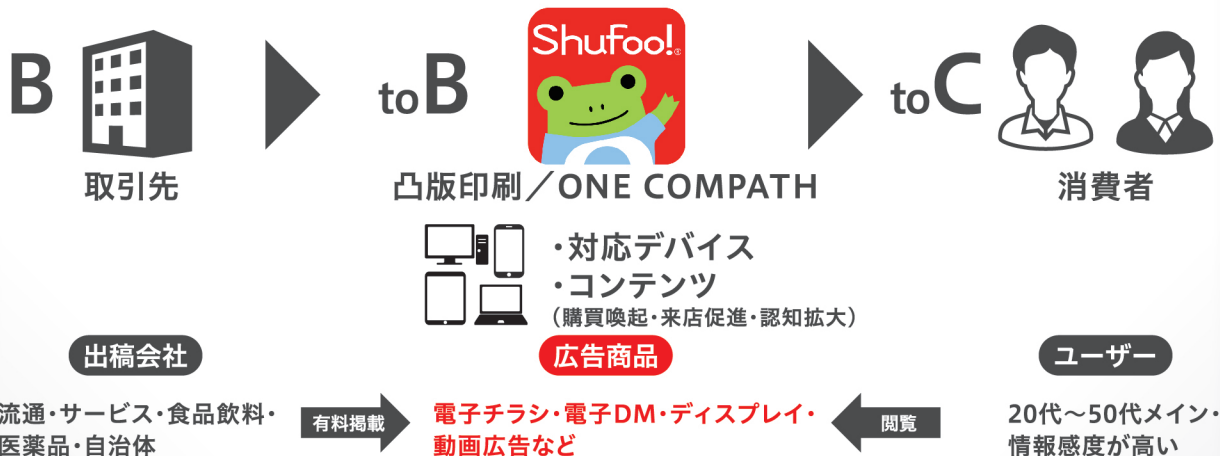 B
toB
Shufoo!®
toC
取引先
凸版印刷／ONE COMPATH
消費者
・対応デバイス
・コンテンツ
（購買喚起・来店促進・認知拡大）
出稿会社
広告商品
ユーザー
流通・サービス・食品飲料・
医薬品・自治体
有料掲載
電子チラシ・電子DM・ディスプレイ・
動画広告など
閲覧
20代～50代メイン・
情報感度が高い